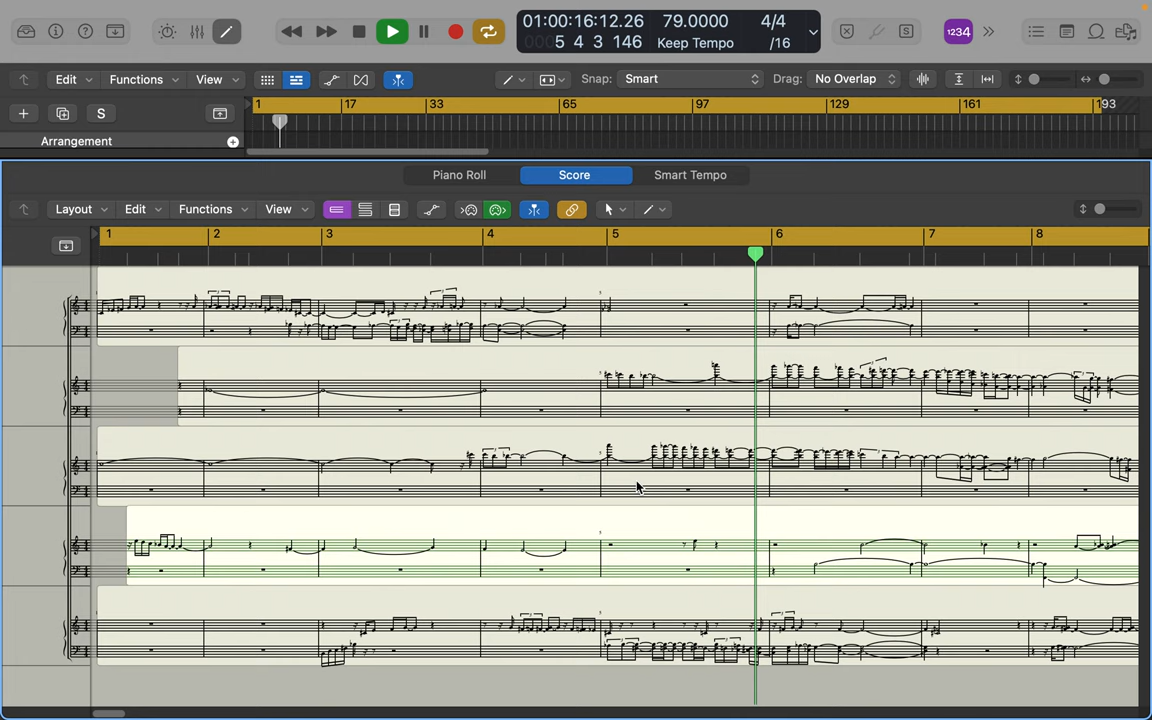 01:00:16:12.26 79.0000 4/4
0005 4 3 146 Keep Tempo /16
1234
Edit Functions View Snap: Smart Drag: No Overlap
1 17 33 65 97 129 161 193
S
Arrangement
Piano Roll Score Smart Tempo
Layout Edit Functions View
1 2 3 4 5 6 7 8